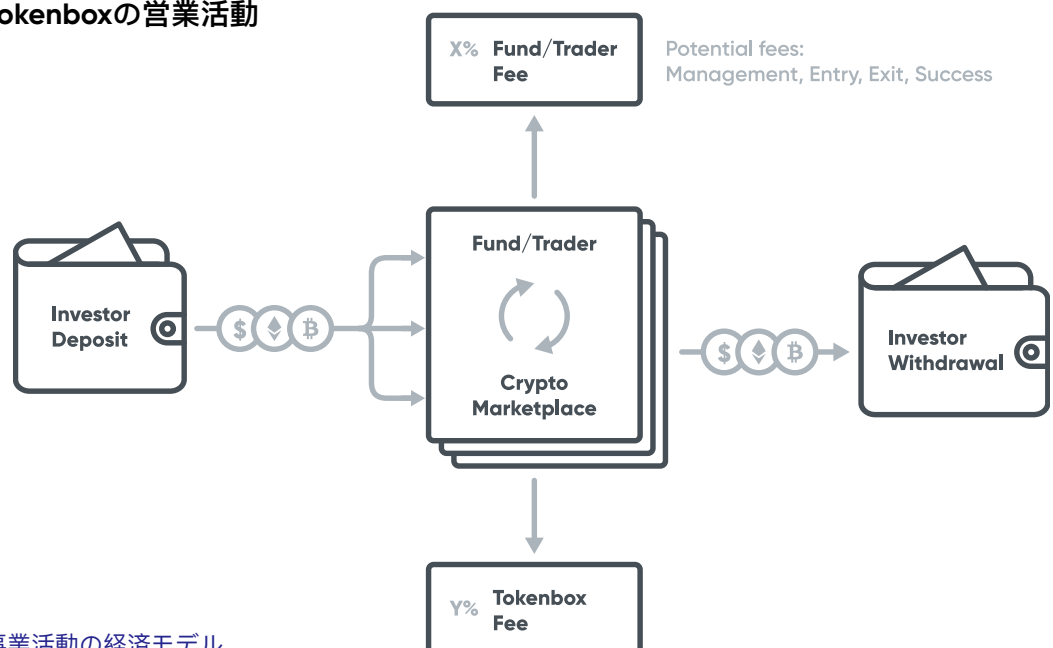 okenboxの営業活動
X% Fund/Trader
Fee
Potential fees:
Management, Entry, Exit, Success
Fund/Trader
Investor
Deposit
$
₿
Crypto
Marketplace
$
₿
Investor
Withdrawal
Y% Tokenbox
Fee
事業活動の経済モデル